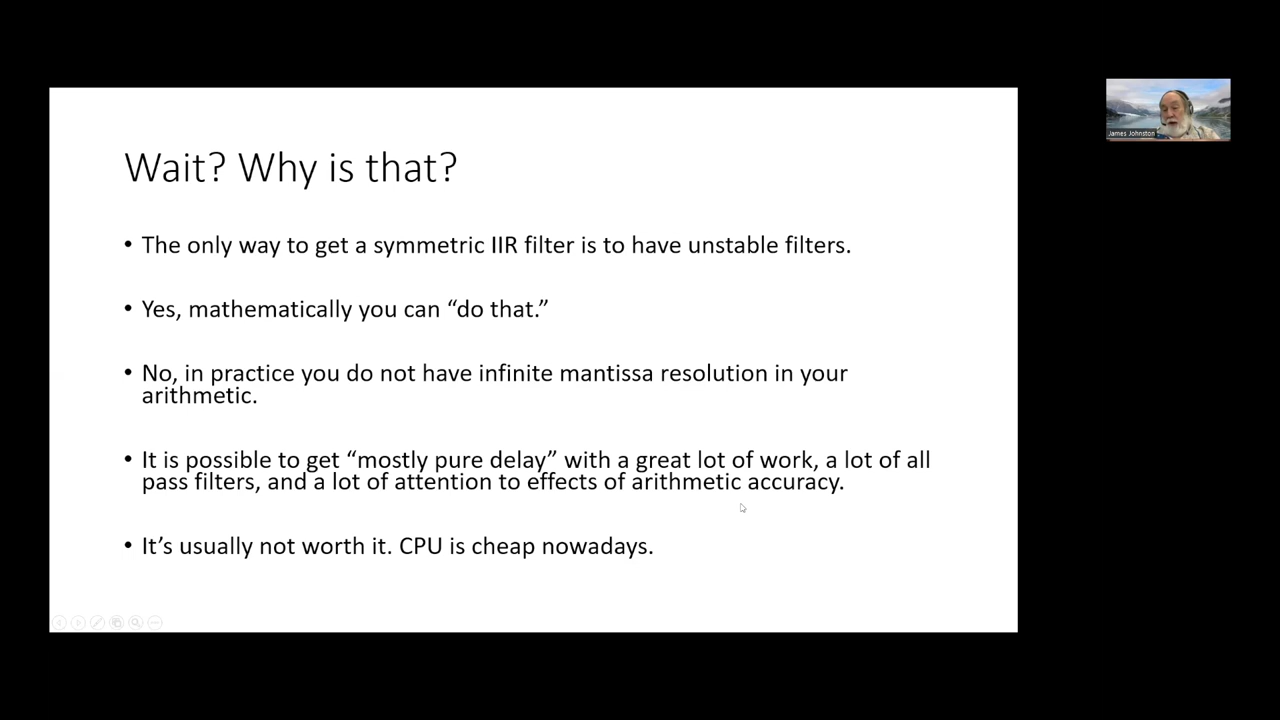 Wait? Why is that?
• The only way to get a symmetric IIR filter is to have unstable filters.
• Yes, mathematically you can “do that.”
• No, in practice you do not have infinite mantissa resolution in your
arithmetic.
• It is possible to get “mostly pure delay” with a great lot of work, a lot of all
pass filters, and a lot of attention to effects of arithmetic accuracy.
• It’s usually not worth it. CPU is cheap nowadays.
James Johnston